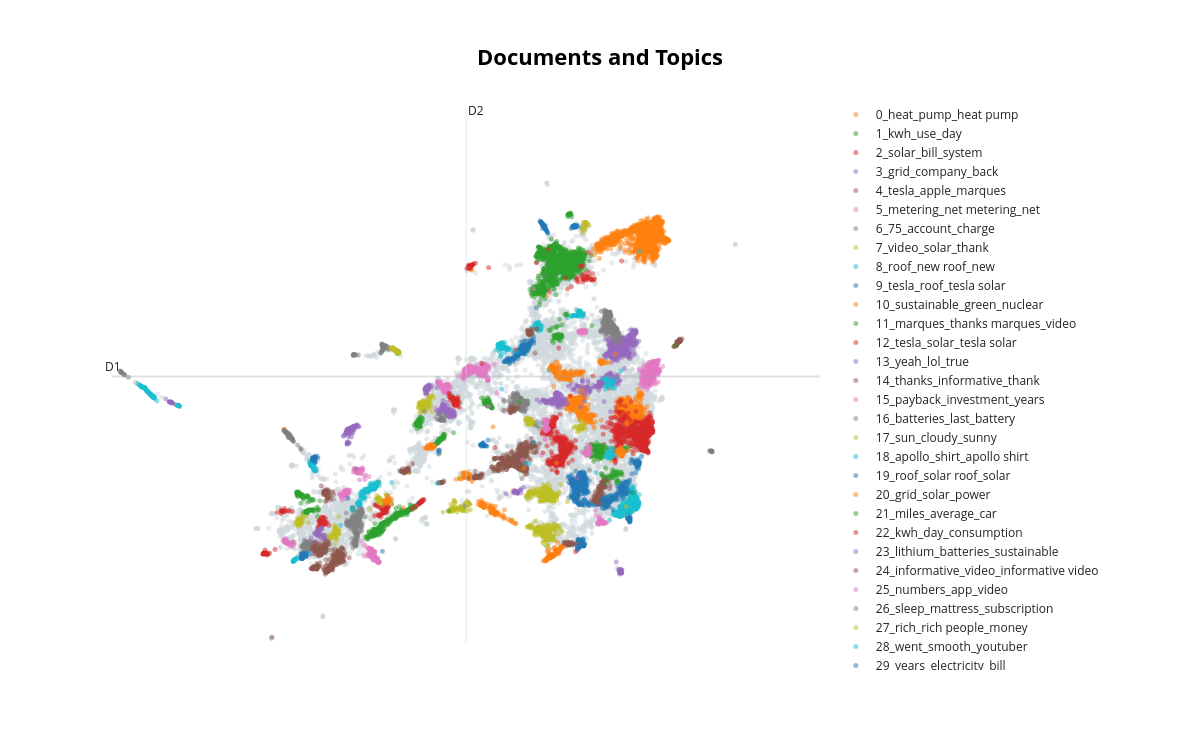 Documents and Topics
D2
D1
0_heat_pump_heat pump
1_kwh_use_day
2_solar_bill_system
3_grid_company_back
4_tesla_apple_marques
5_metering_net metering_net
6_75_account_charge
7_video_solar_thank
8_roof_new roof_new
9_tesla_roof_tesla solar
10_sustainable_green_nuclear
11_marques_thanks marques_video
12_tesla_solar_tesla solar
13_yeah_lol_true
14_thanks_informative_thank
15_payback_investment_years
16_batteries_last_battery
17_sun_cloudy_sunny
18_apollo_shirt_apollo shirt
19_roof_solar roof_solar
20_grid_solar_power
21_miles_average_car
22_kwh_day_consumption
23_lithium_batteries_sustainable
24_informative_video_informative video
25_numbers_app_video
26_sleep_mattress_subscription
27_rich_rich people_money
28_went_smooth_youtuber
29_years_electricity_bill